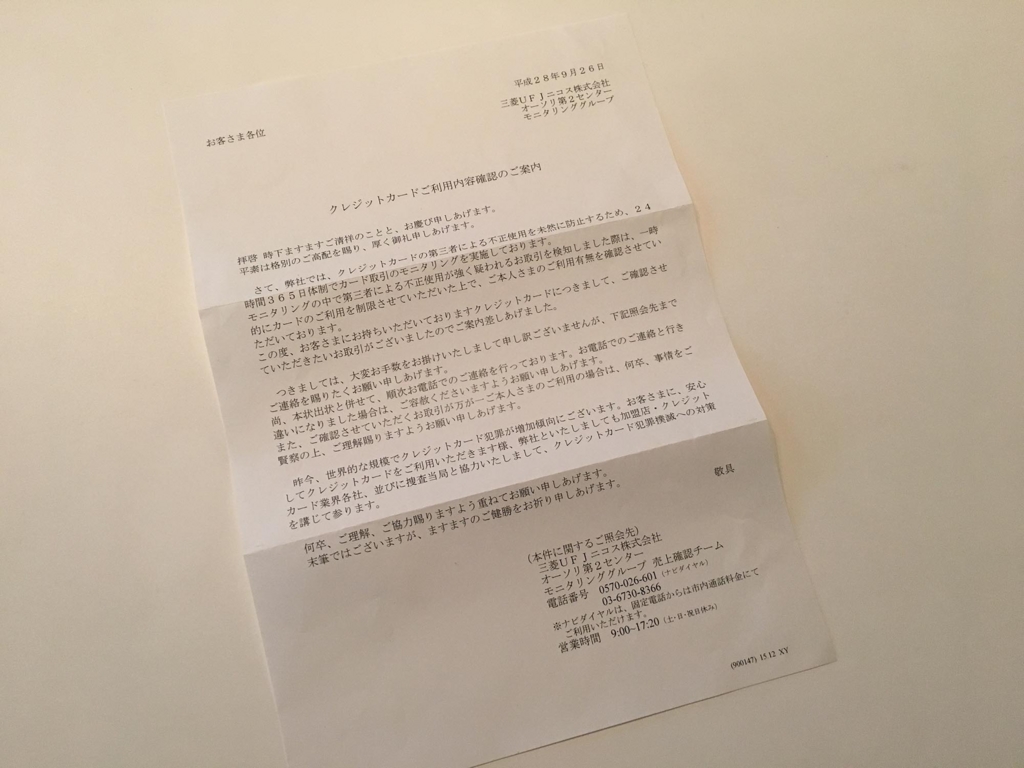 平成２８年９月２６日
三菱ＵＦＪニコス株式会社
オーソリ第２センター
モニタリンググループ
お客さま各位
クレジットカードご利用内容確認のご案内
拝啓 時下ますますご清祥のことと、お慶び申しあげます。
平素は格別のご高配を賜り、厚く御礼申しあげます。
さて、弊社では、クレジットカードの第三者による不正使用を未然に防止するため、２４
時間３６５日体制でカード取引のモニタリングを実施しております。
モニタリングの中で第三者による不正使用が強く疑われるお取引を検知しました際は、一時
的にカードのご利用を制限させていただいた上で、ご本人さまのご利用有無を確認させてい
ただいております。
この度、お客さまにお持ちいただいておりますクレジットカードにつきまして、ご確認させ
ていただきたいお取引がございましたのでご案内差しあげました。
つきましては、大変お手数をお掛けいたしまして申し訳ございませんが、下記照会先まで
ご連絡を賜りたくお願い申しあげます。
尚、本状出状と併せて、順次お電話でのご連絡を行っております。お電話でのご連絡と行き
違いになりました場合は、ご容赦くださいますようお願い申しあげます。
また、ご確認させていただくお取引が万が一ご本人さまのご利用の場合は、何卒、事情をご
賢察の上、ご理解賜りますようお願い申しあげます。
昨今、世界的な規模でクレジットカード犯罪が増加傾向にございます。お客さまに、安心
してクレジットカードをご利用いただきます様、弊社といたしましても加盟店・クレジット
カード業界各社、並びに捜査当局と協力いたしまして、クレジットカード犯罪撲滅への対策
を講じて参ります。
何卒、ご理解、ご協力賜りますよう重ねてお願い申しあげます。
末筆ではございますが、ますますのご健勝をお祈り申しあげます。
敬具
(本件に関するご照会先)
三菱ＵＦＪニコス株式会社
オーソリ第２センター
モニタリンググループ 売上確認チーム
電話番号 0570-026-601 (ナビダイヤル)
03-6730-8366
※ナビダイヤルは、固定電話からは市内通話料金にて
ご利用いただけます。
営業時間 9:00~17:20 (土・日・祝日休み)
(900147) 15.12 XY